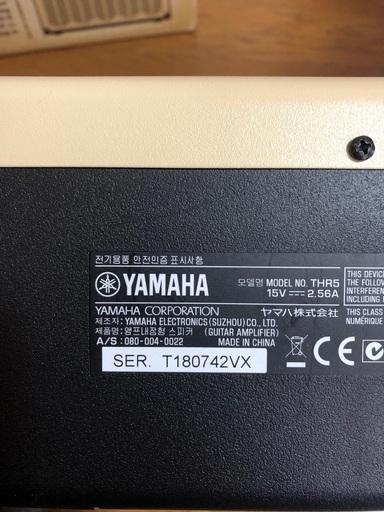 전기용품 안전인증 표시사항
YAMAHA
모델명 MODEL NO. THR5
15V 2.56A
YAMAHA CORPORATION ヤマハ株式会社
제조자: YAMAHA ELECTRONICS (SUZHOU) CO., LTD.
제품명: 앰프내장형 스피커 (GUITAR AMPLIFIER)
A/S : 080-004-0022 MADE IN CHINA
SER. T180742VX
THIS DEVICE
THE FOLLOW
INTERFERE
THIS CLASS
CET APPAR